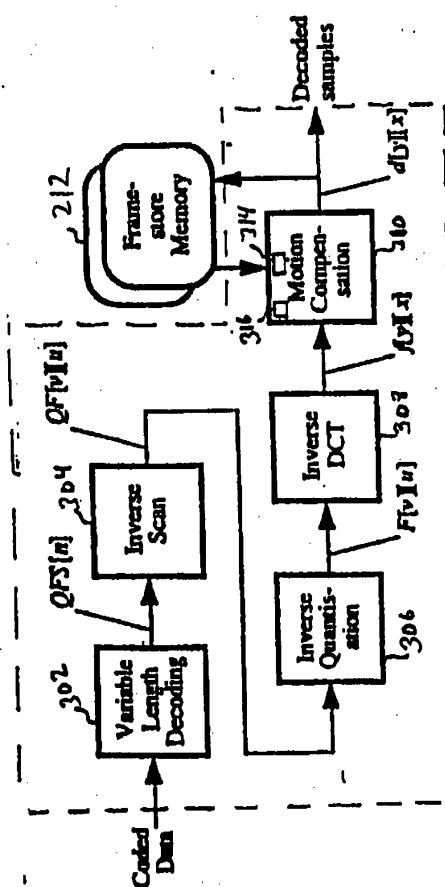 Coded
Data
302
Variable
Length
Decoding
QFS[n]
304
Inverse
Scan
QF[v][u]
Inverse
Quantis-
ation
306
F[v][u]
Inverse
DCT
308
f[y][x]
316
314
Motion
Compen-
sation
310
212
Frame-
store
Memory
d[y][x]
Decoded
samples